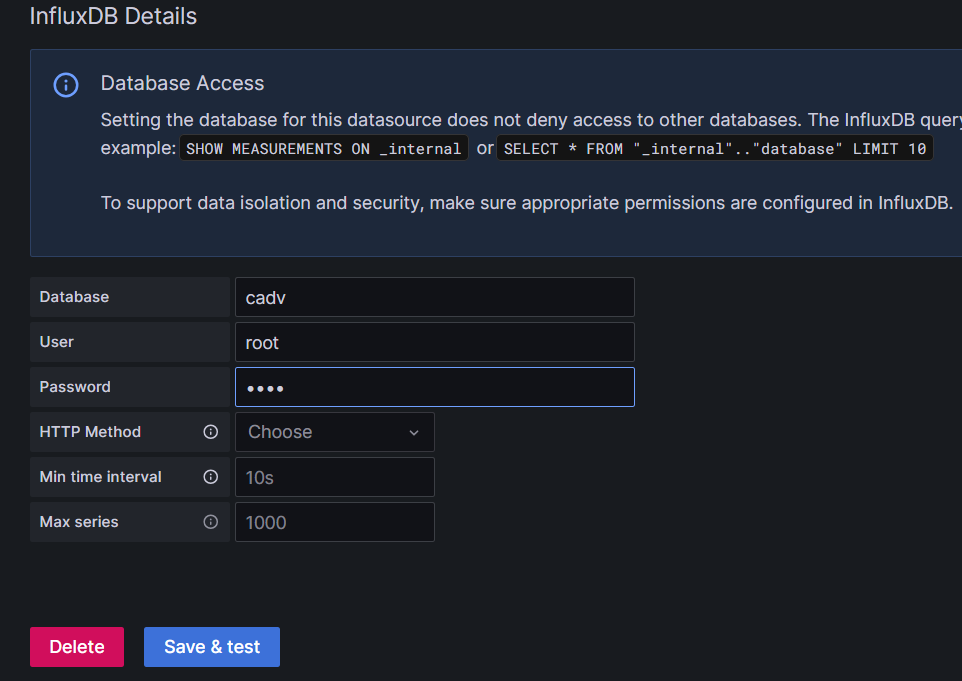 InfluxDB Details
Database Access
Setting the database for this datasource does not deny access to other databases. The InfluxDB query
example: SHOW MEASUREMENTS ON _internal or SELECT * FROM "_internal".."database" LIMIT 10
To support data isolation and security, make sure appropriate permissions are configured in InfluxDB.
Database cadv
User root
Password ••••
HTTP Method Choose
Min time interval 10s
Max series 1000
Delete Save & test